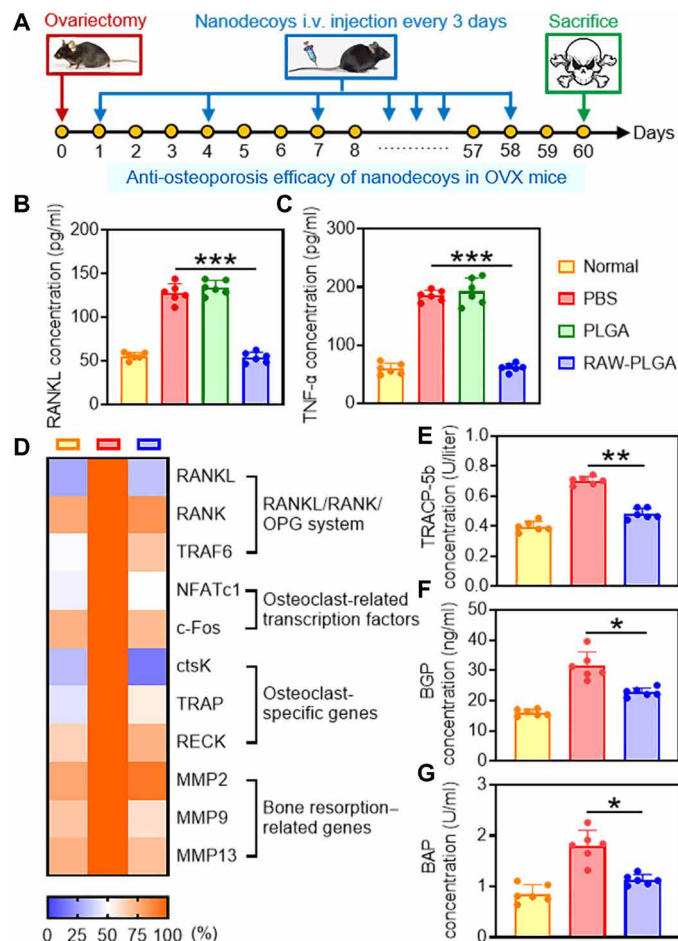 A
Ovariectomy
Nanodecoys i.v. injection every 3 days
Sacrifice
0 1 2 3 4 5 6 7 8 57 58 59 60 Days
Anti-osteoporosis efficacy of nanodecoys in OVX mice
B
RANKL concentration (pg/ml)
200
150
100
50
0
***
C
TNF-α concentration (pg/ml)
300
200
100
0
***
Normal
PBS
PLGA
RAW-PLGA
D
RANKL
RANK
TRAF6
RANKL/RANK/
OPG system
NFATc1
c-Fos
Osteoclast-related
transcription factors
ctsK
TRAP
RECK
Osteoclast-
specific genes
MMP2
MMP9
MMP13
Bone resorption–
related genes
0 25 50 75 100 (%)
E
TRACP-5b
concentration (U/liter)
1.0
0.8
0.6
0.4
0.2
0.0
**
F
BGP
concentration (ng/ml)
50
40
30
20
10
0
*
G
BAP
concentration (U/ml)
3
2
1
0
*